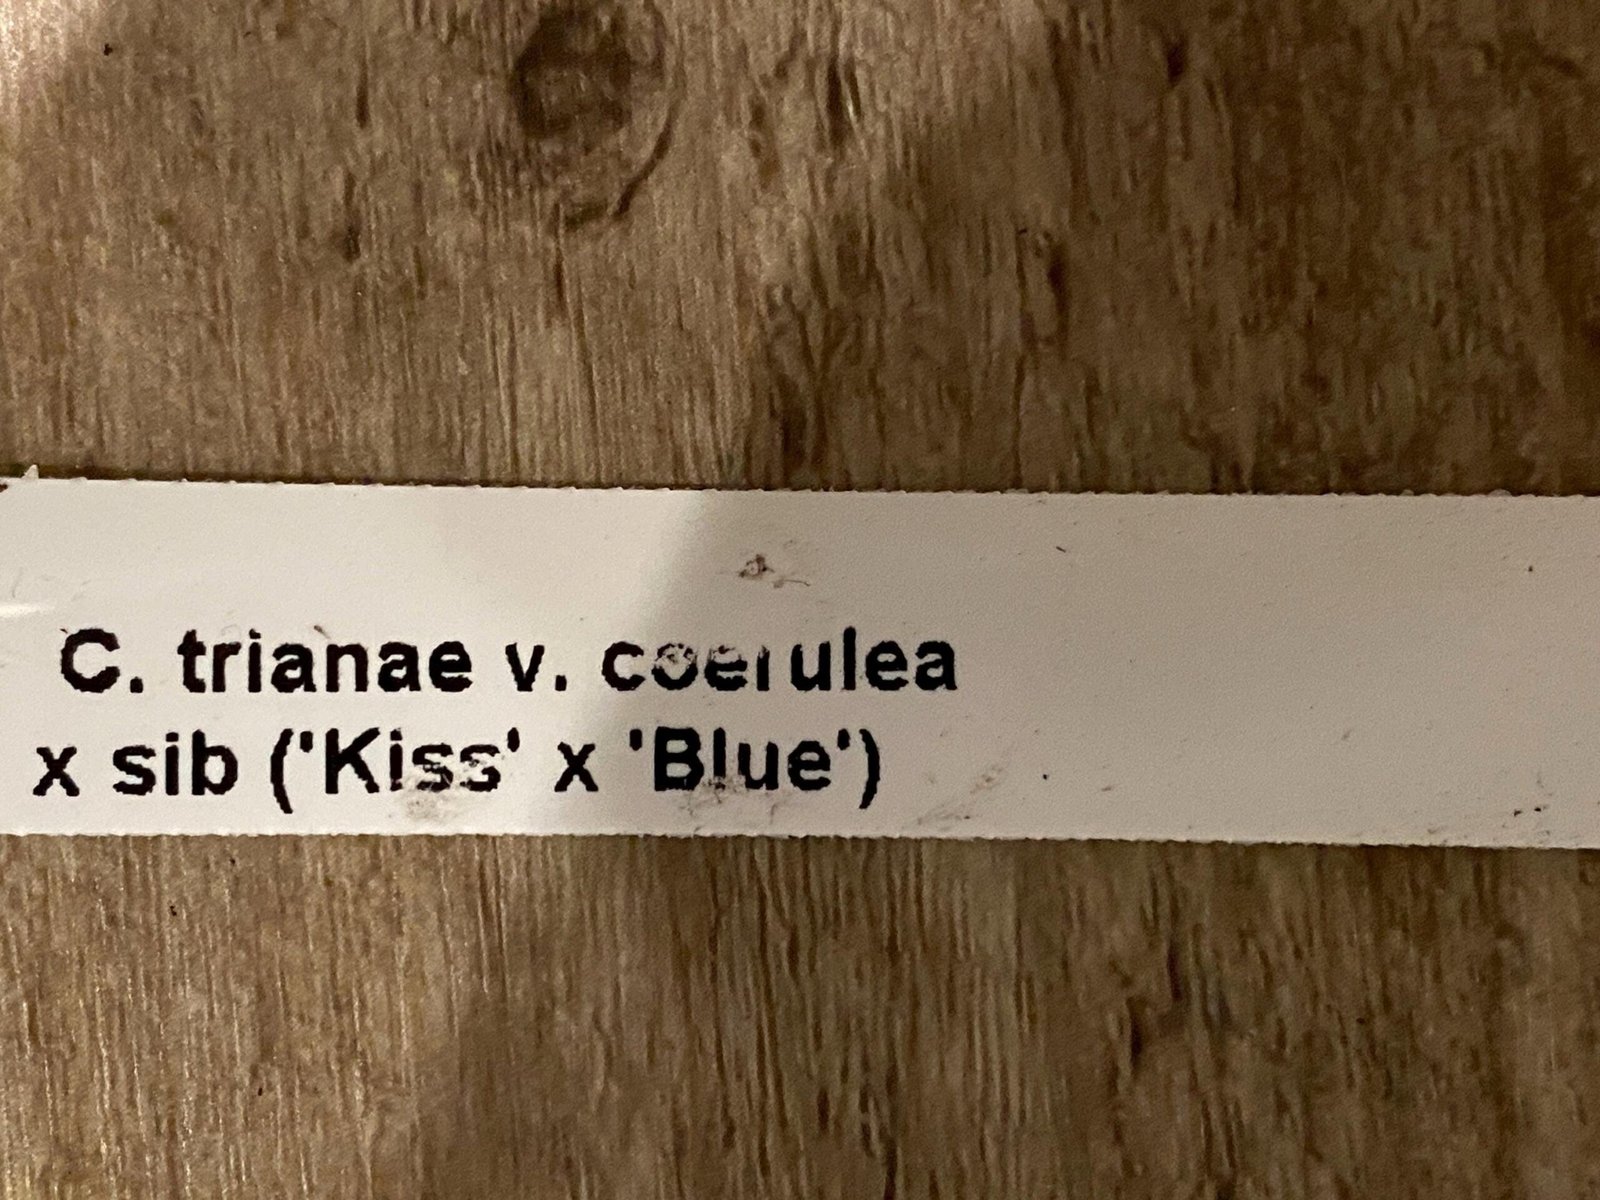 C. trianae v. coerulea
x sib ('Kiss' x 'Blue')